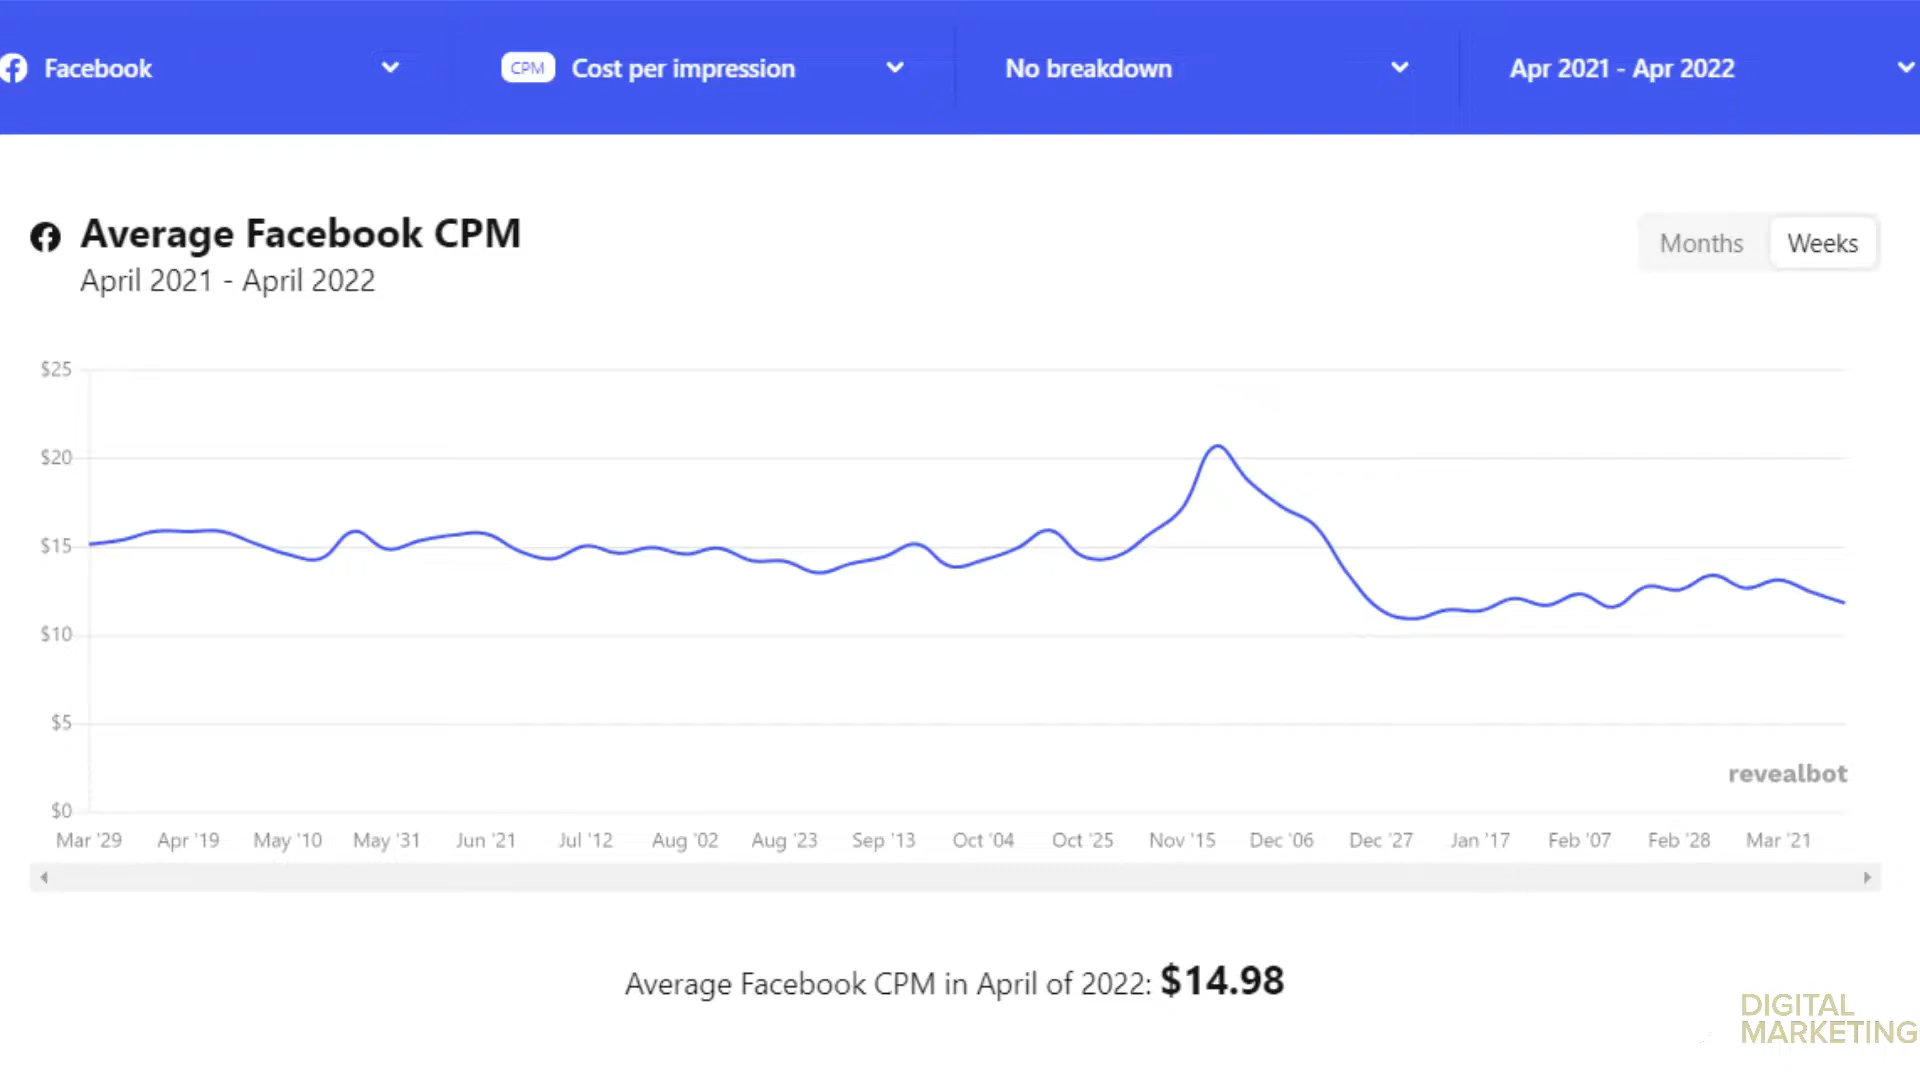 Facebook
CPM Cost per impression
No breakdown
Apr 2021 - Apr 2022
Average Facebook CPM
April 2021 - April 2022
Months Weeks
$25
$20
$15
$10
$5
$0
revealbot
Mar '29 Apr '19 May '10 May '31 Jun '21 Jul '12 Aug '02 Aug '23 Sep '13 Oct '04 Oct '25 Nov '15 Dec '06 Dec '27 Jan '17 Feb '07 Feb '28 Mar '21
Average Facebook CPM in April of 2022: $14.98
DIGITAL
MARKETING